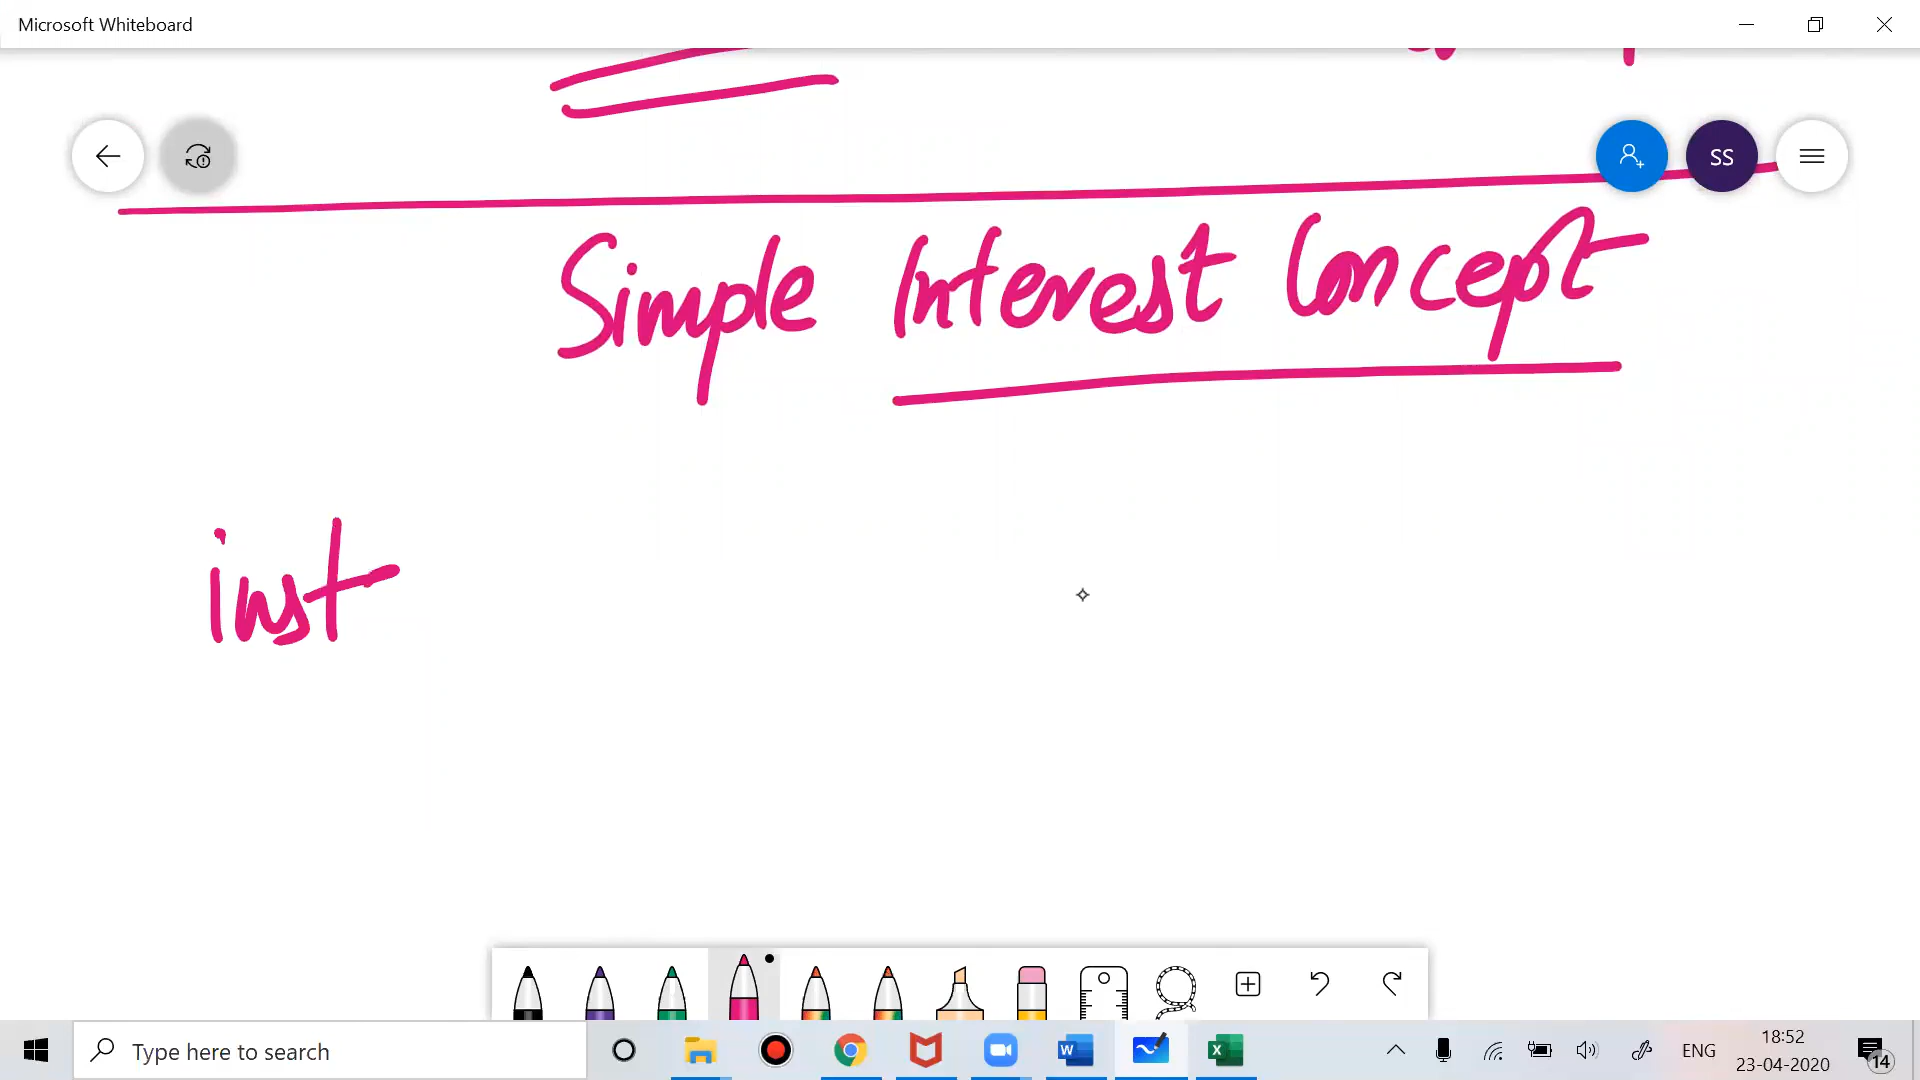 Microsoft Whiteboard
SS
Simple Interest Concept
inst
Type here to search
ENG
18:52
23-04-2020
14